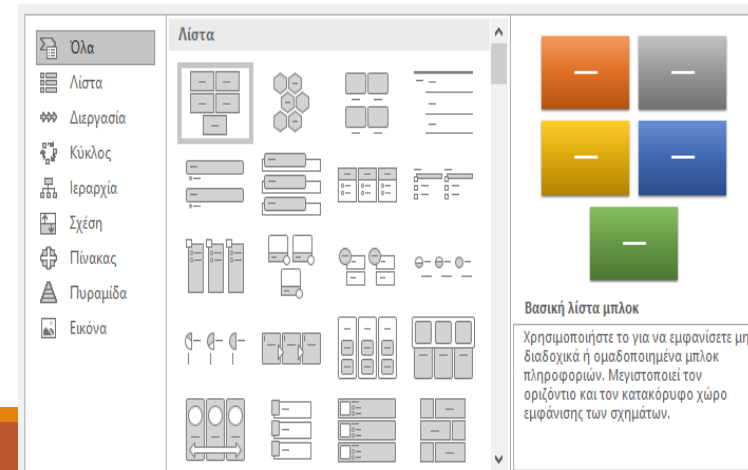 Όλα
Λίστα
Διεργασία
Κύκλος
Ιεραρχία
Σχέση
Πίνακας
Πυραμίδα
Εικόνα
Λίστα
Βασική λίστα μπλοκ
Χρησιμοποιήστε το για να εμφανίσετε μη
διαδοχικά ή ομαδοποιημένα μπλοκ
πληροφοριών. Μεγιστοποιεί τον
οριζόντιο και τον κατακόρυφο χώρο
εμφάνισης των σχημάτων.